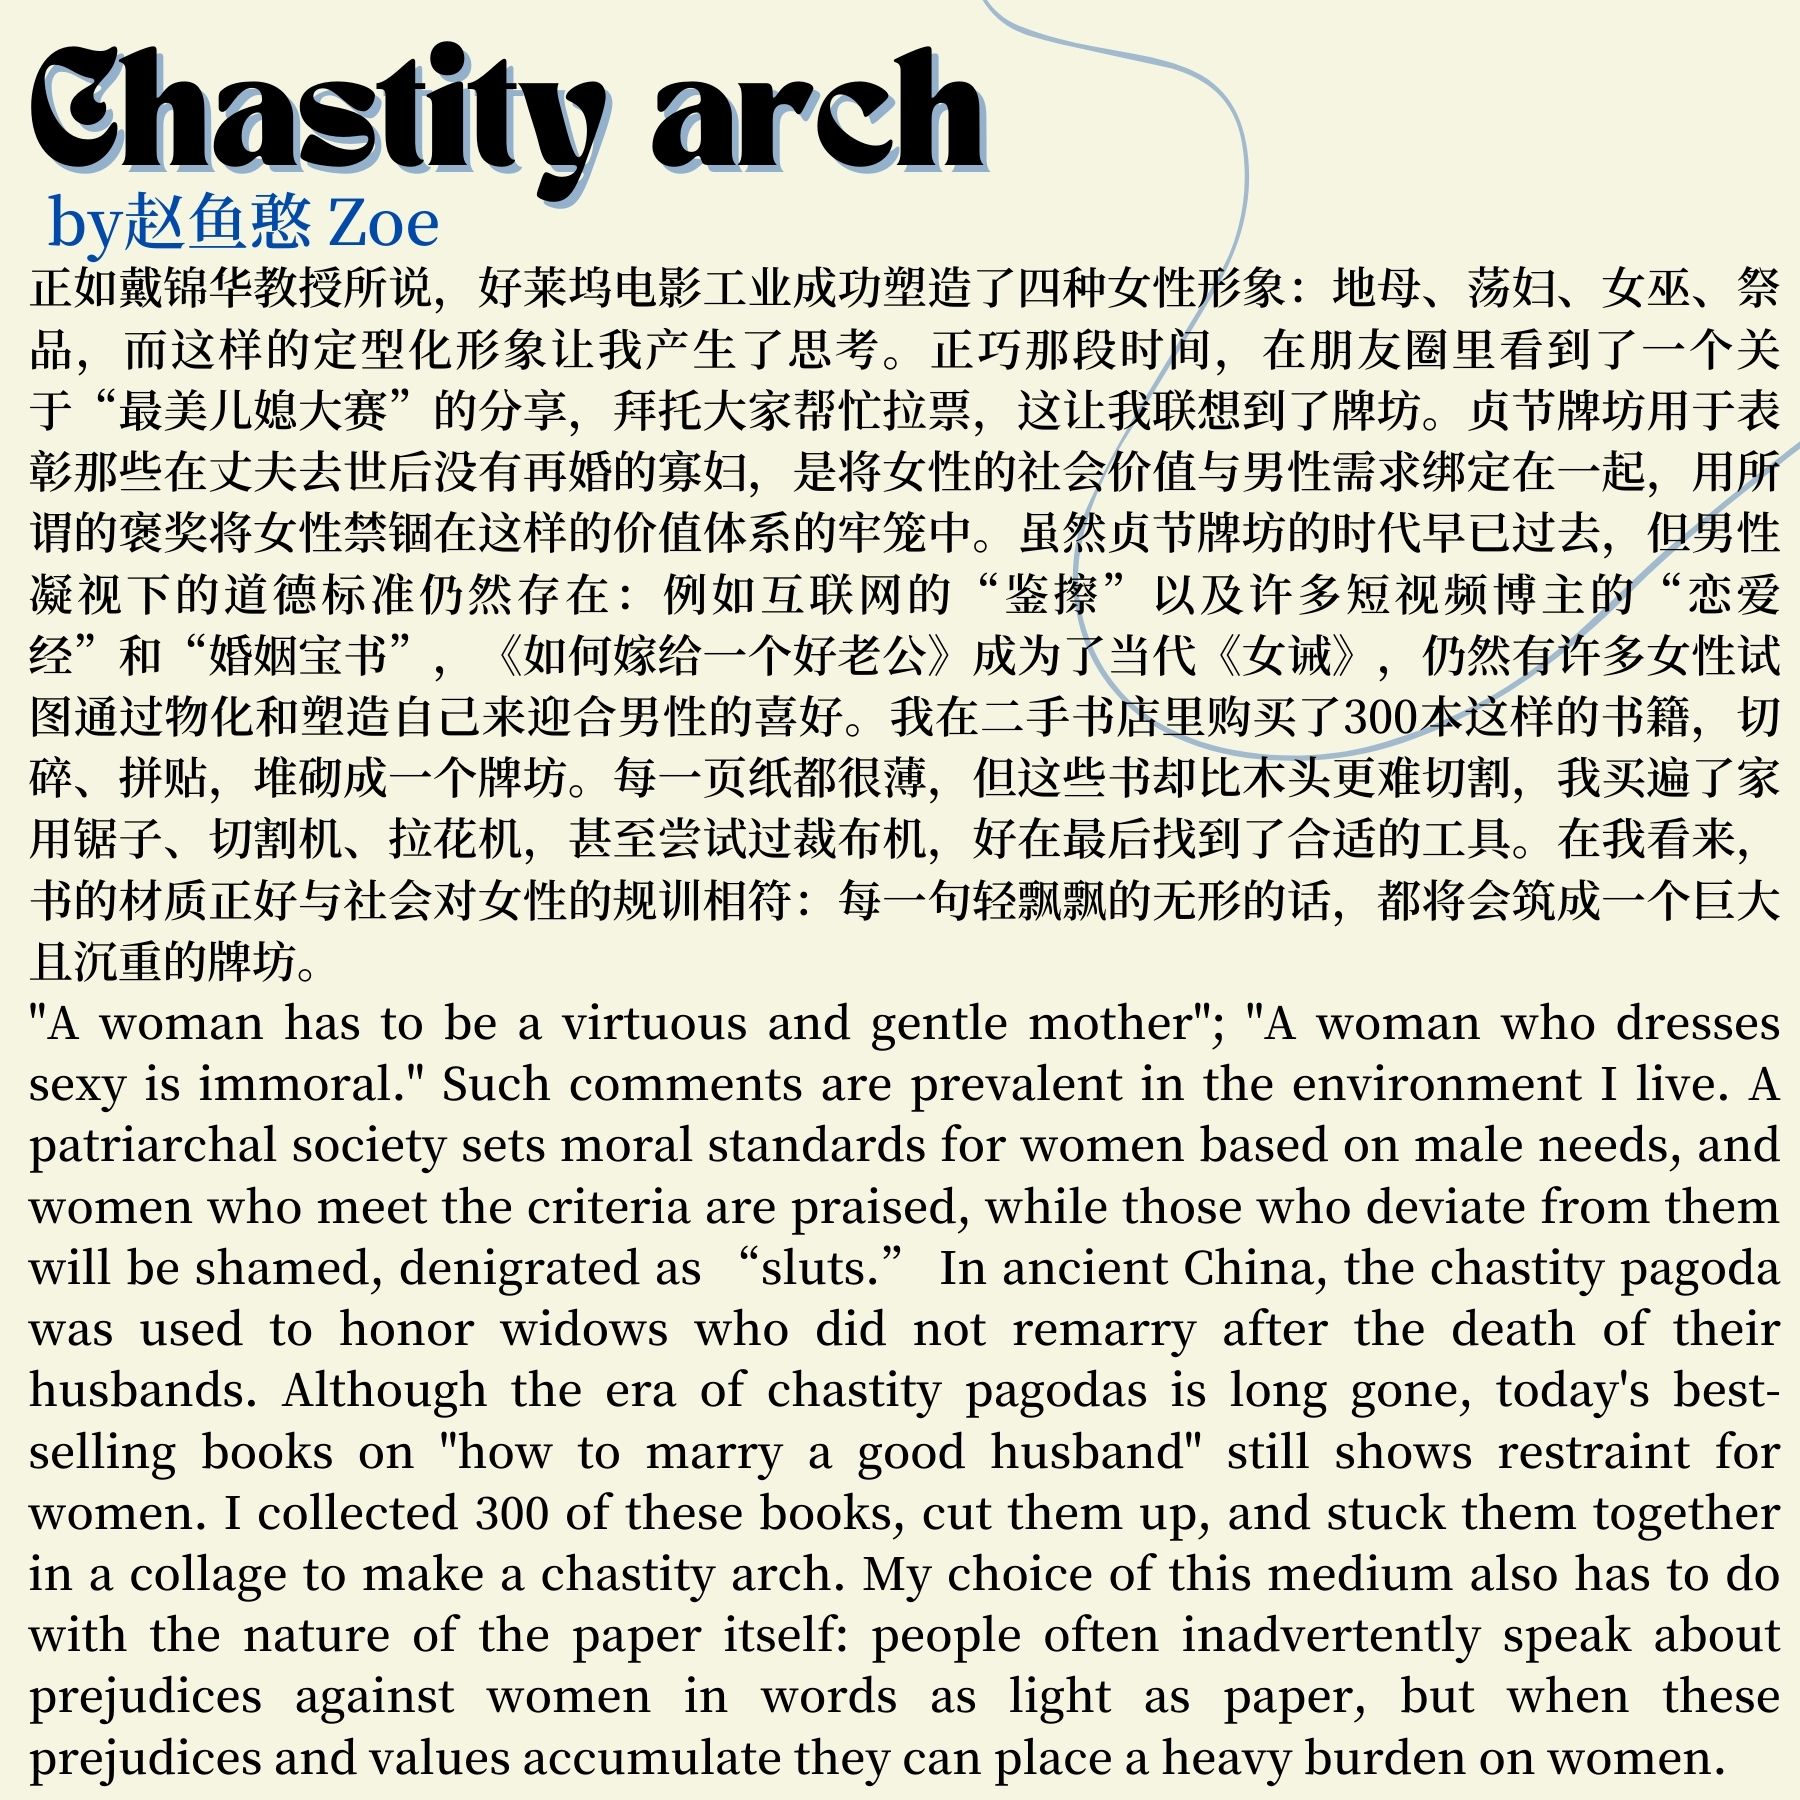 Chastity arch
by赵鱼憨 Zoe
正如戴锦华教授所说，好莱坞电影工业成功塑造了四种女性形象：地母、荡妇、女巫、祭
品，而这样的定型化形象让我产生了思考。正巧那段时间，在朋友圈里看到了一个关
于“最美儿媳大赛”的分享，拜托大家帮忙拉票，这让我联想到了牌坊。贞节牌坊用于表
彰那些在丈夫去世后没有再婚的寡妇，是将女性的社会价值与男性需求绑定在一起，用所
谓的褒奖将女性禁锢在这样的价值体系的牢笼中。虽然贞节牌坊的时代早已过去，但男性
凝视下的道德标准仍然存在：例如互联网的“鉴擦”以及许多短视频博主的“恋爱
经”和“婚姻宝书”，《如何嫁给一个好老公》成为了当代《女诫》，仍然有许多女性试
图通过物化和塑造自己来迎合男性的喜好。我在二手书店里购买了300本这样的书籍，切
碎、拼贴，堆砌成一个牌坊。每一页纸都很薄，但这些书却比木头更难切割，我买遍了家
用锯子、切割机、拉花机，甚至尝试过裁布机，好在最后找到了合适的工具。在我看来，
书的材质正好与社会对女性的规训相符：每一句轻飘飘的无形的话，都将会筑成一个巨大
且沉重的牌坊。
"A woman has to be a virtuous and gentle mother"; "A woman who dresses
sexy is immoral." Such comments are prevalent in the environment I live. A
patriarchal society sets moral standards for women based on male needs, and
women who meet the criteria are praised, while those who deviate from them
will be shamed, denigrated as “sluts.” In ancient China, the chastity pagoda
was used to honor widows who did not remarry after the death of their
husbands. Although the era of chastity pagodas is long gone, today's best-
selling books on "how to marry a good husband" still shows restraint for
women. I collected 300 of these books, cut them up, and stuck them together
in a collage to make a chastity arch. My choice of this medium also has to do
with the nature of the paper itself: people often inadvertently speak about
prejudices against women in words as light as paper, but when these
prejudices and values accumulate they can place a heavy burden on women.